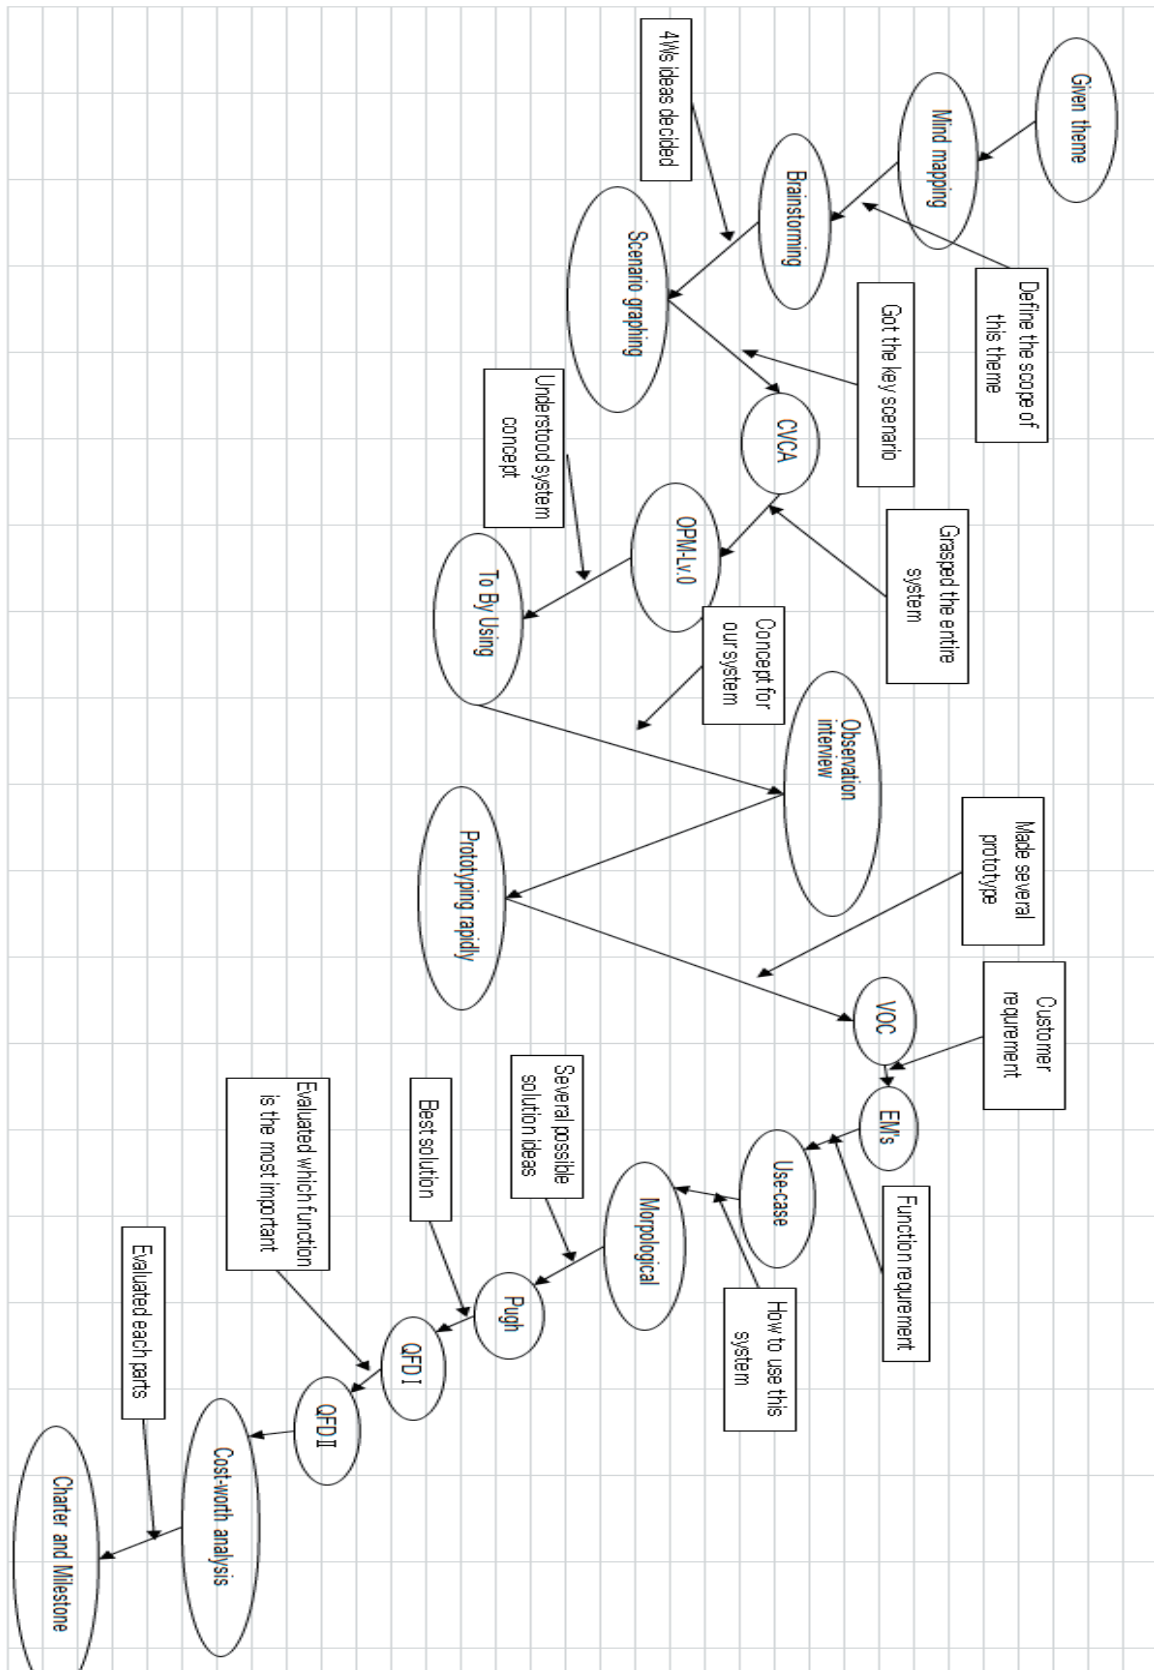 Given theme
Mind mapping
Define the scope of
this theme
Brainstorming
4Ws ideas decided
Scenario graphing
Got the key scenario
CVCA
Grasped the entire
system
OPM-Lv.0
Understood system
concept
To By Using
Concept for
our system
Observation
interview
Prototyping rapidly
Made several
prototype
VOC
Customer
requrement
EM's
Function requrement
Use-case
How to use this
system
Morpological
Several possible
solution ideas
Pugh
Best solution
QFD I
Evaluated which function
is the most important
QFD II
Cost-worth analysis
Evaluated each parts
Charter and Milestone